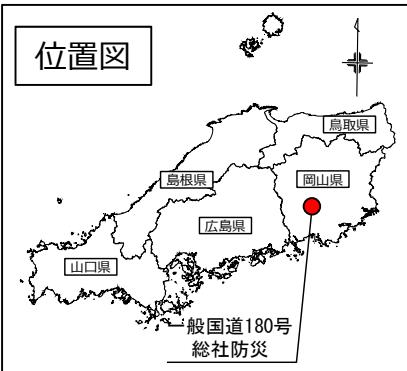 位置図
鳥取県
島根県
岡山県
広島県
山口県
一般国道180号
総社防災